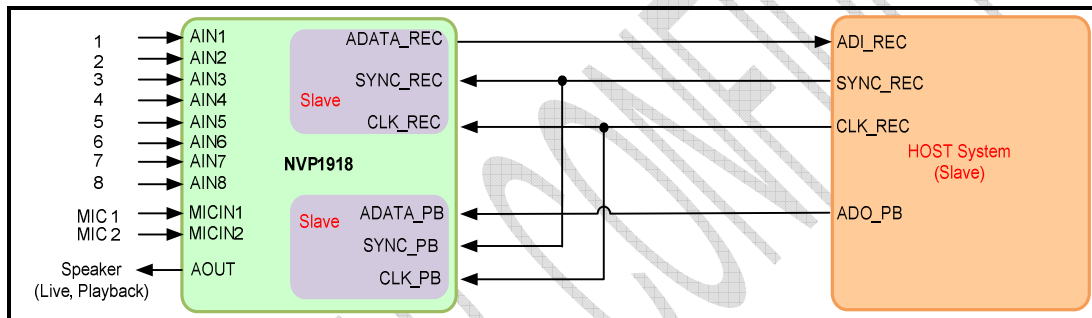 1 AIN1
2 AIN2
3 AIN3
4 AIN4
5 AIN5
6 AIN6
7 AIN7
8 AIN8
MIC 1 MICIN1
MIC 2 MICIN2
Speaker AOUT
(Live, Playback)
NVP1918
ADATA_REC
SYNC_REC
Slave
CLK_REC
ADATA_PB
Slave
SYNC_PB
CLK_PB
ADI_REC
SYNC_REC
CLK_REC
HOST System
(Slave)
ADO_PB